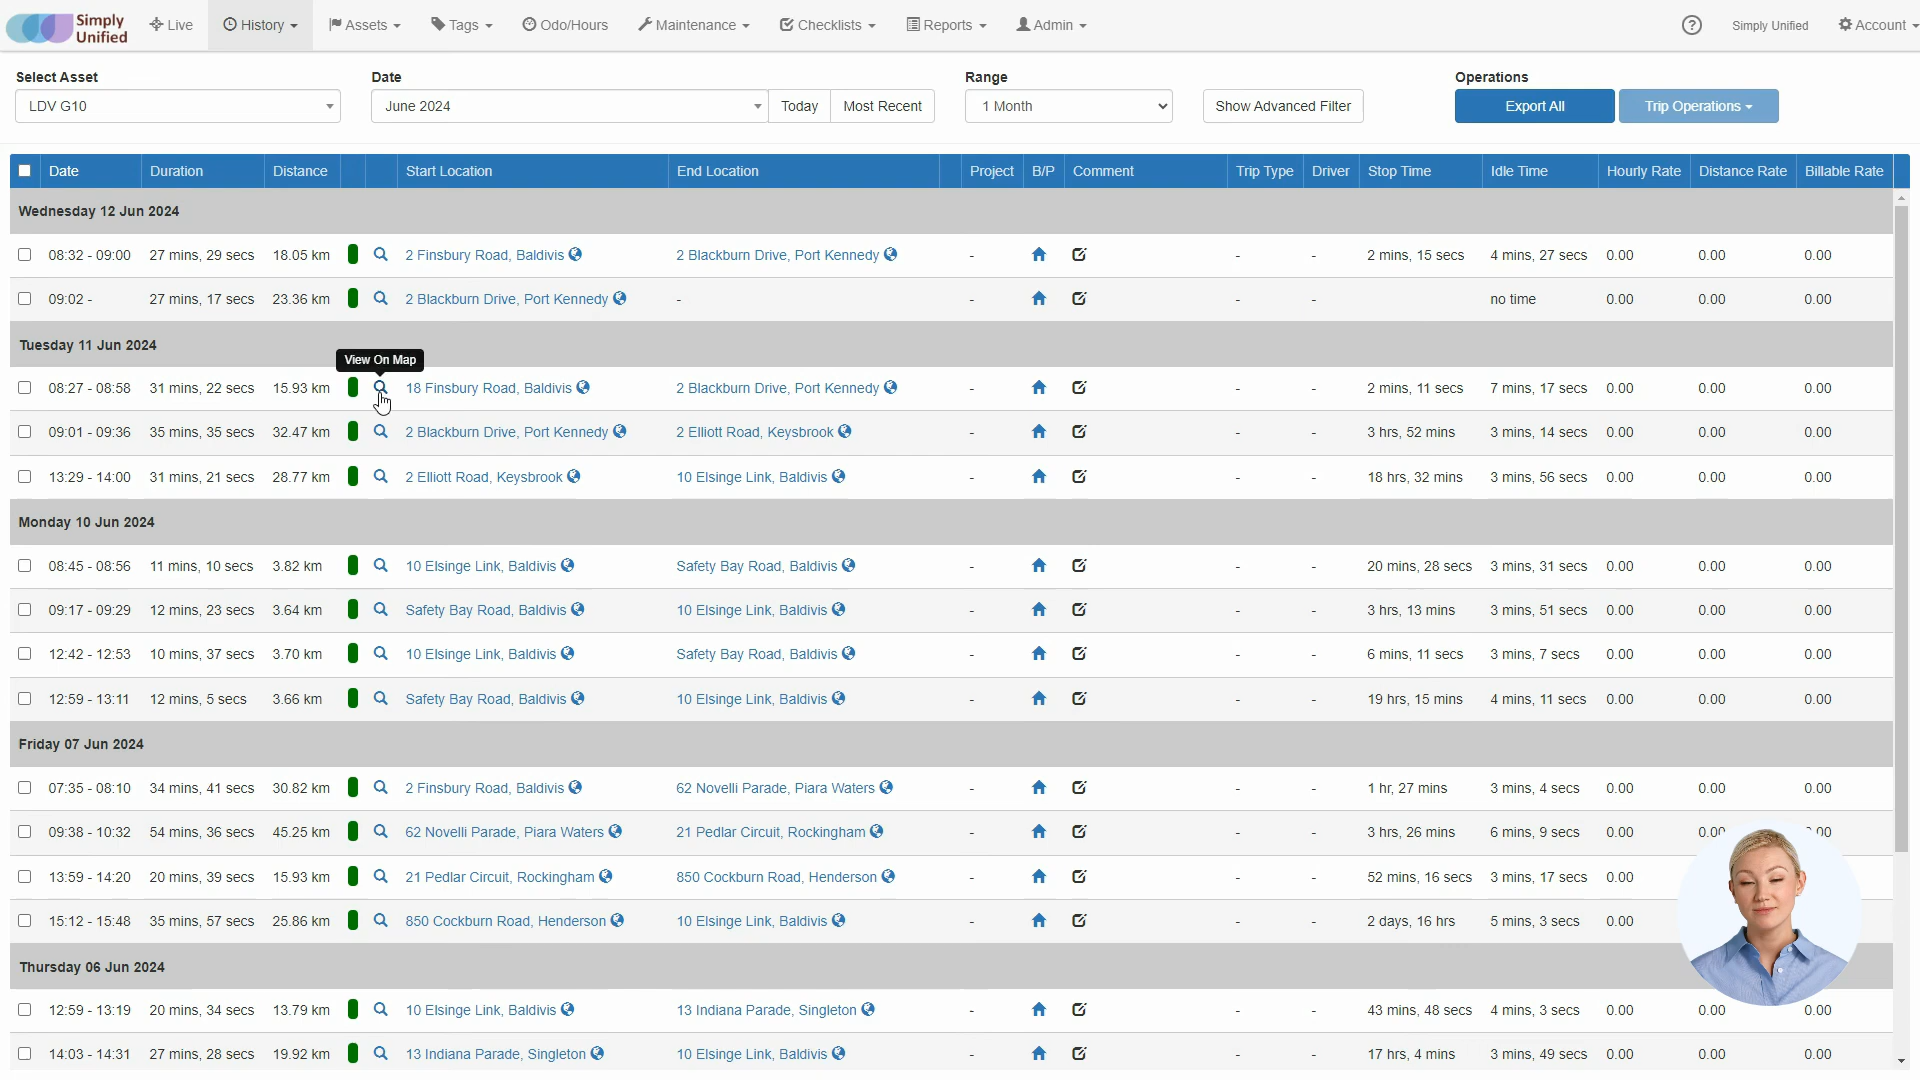 Simply Unified
Live History Assets Tags Odo/Hours Maintenance Checklists Reports Admin ? Simply Unified Account
Select Asset Date Range Operations
LDV G10 June 2024 Today Most Recent 1 Month Show Advanced Filter Export All Trip Operations
Date Duration Distance Start Location End Location Project B/P Comment Trip Type Driver Stop Time Idle Time Hourly Rate Distance Rate Billable Rate
Wednesday 12 Jun 2024
08:32 - 09:00 27 mins, 29 secs 18.05 km 2 Finsbury Road, Baldivis 2 Blackburn Drive, Port Kennedy - - - 2 mins, 15 secs 4 mins, 27 secs 0.00 0.00 0.00
09:02 - 27 mins, 17 secs 23.36 km 2 Blackburn Drive, Port Kennedy - - - - no time 0.00 0.00 0.00
Tuesday 11 Jun 2024
View On Map
08:27 - 08:58 31 mins, 22 secs 15.93 km 18 Finsbury Road, Baldivis 2 Blackburn Drive, Port Kennedy - - - 2 mins, 11 secs 7 mins, 17 secs 0.00 0.00 0.00
09:01 - 09:36 35 mins, 35 secs 32.47 km 2 Blackburn Drive, Port Kennedy 2 Elliott Road, Keysbrook - - - 3 hrs, 52 mins 3 mins, 14 secs 0.00 0.00 0.00
13:29 - 14:00 31 mins, 21 secs 28.77 km 2 Elliott Road, Keysbrook 10 Elsinge Link, Baldivis - - - 18 hrs, 32 mins 3 mins, 56 secs 0.00 0.00 0.00
Monday 10 Jun 2024
08:45 - 08:56 11 mins, 10 secs 3.82 km 10 Elsinge Link, Baldivis Safety Bay Road, Baldivis - - - 20 mins, 28 secs 3 mins, 31 secs 0.00 0.00 0.00
09:17 - 09:29 12 mins, 23 secs 3.64 km Safety Bay Road, Baldivis 10 Elsinge Link, Baldivis - - - 3 hrs, 13 mins 3 mins, 51 secs 0.00 0.00 0.00
12:42 - 12:53 10 mins, 37 secs 3.70 km 10 Elsinge Link, Baldivis Safety Bay Road, Baldivis - - - 6 mins, 11 secs 3 mins, 7 secs 0.00 0.00 0.00
12:59 - 13:11 12 mins, 5 secs 3.66 km Safety Bay Road, Baldivis 10 Elsinge Link, Baldivis - - - 19 hrs, 15 mins 4 mins, 11 secs 0.00 0.00 0.00
Friday 07 Jun 2024
07:35 - 08:10 34 mins, 41 secs 30.82 km 2 Finsbury Road, Baldivis 62 Novelli Parade, Piara Waters - - - 1 hr, 27 mins 3 mins, 4 secs 0.00 0.00 0.00
09:38 - 10:32 54 mins, 36 secs 45.25 km 62 Novelli Parade, Piara Waters 21 Pedlar Circuit, Rockingham - - - 3 hrs, 26 mins 6 mins, 9 secs 0.00 0.00 00
13:59 - 14:20 20 mins, 39 secs 15.93 km 21 Pedlar Circuit, Rockingham 850 Cockburn Road, Henderson - - - 52 mins, 16 secs 3 mins, 17 secs 0.00
15:12 - 15:48 35 mins, 57 secs 25.86 km 850 Cockburn Road, Henderson 10 Elsinge Link, Baldivis - - - 2 days, 16 hrs 5 mins, 3 secs 0.00
Thursday 06 Jun 2024
12:59 - 13:19 20 mins, 34 secs 13.79 km 10 Elsinge Link, Baldivis 13 Indiana Parade, Singleton - - - 43 mins, 48 secs 4 mins, 3 secs 0.00 0.00 0.00
14:03 - 14:31 27 mins, 28 secs 19.92 km 13 Indiana Parade, Singleton 10 Elsinge Link, Baldivis - - - 17 hrs, 4 mins 3 mins, 49 secs 0.00 0.00 0.00